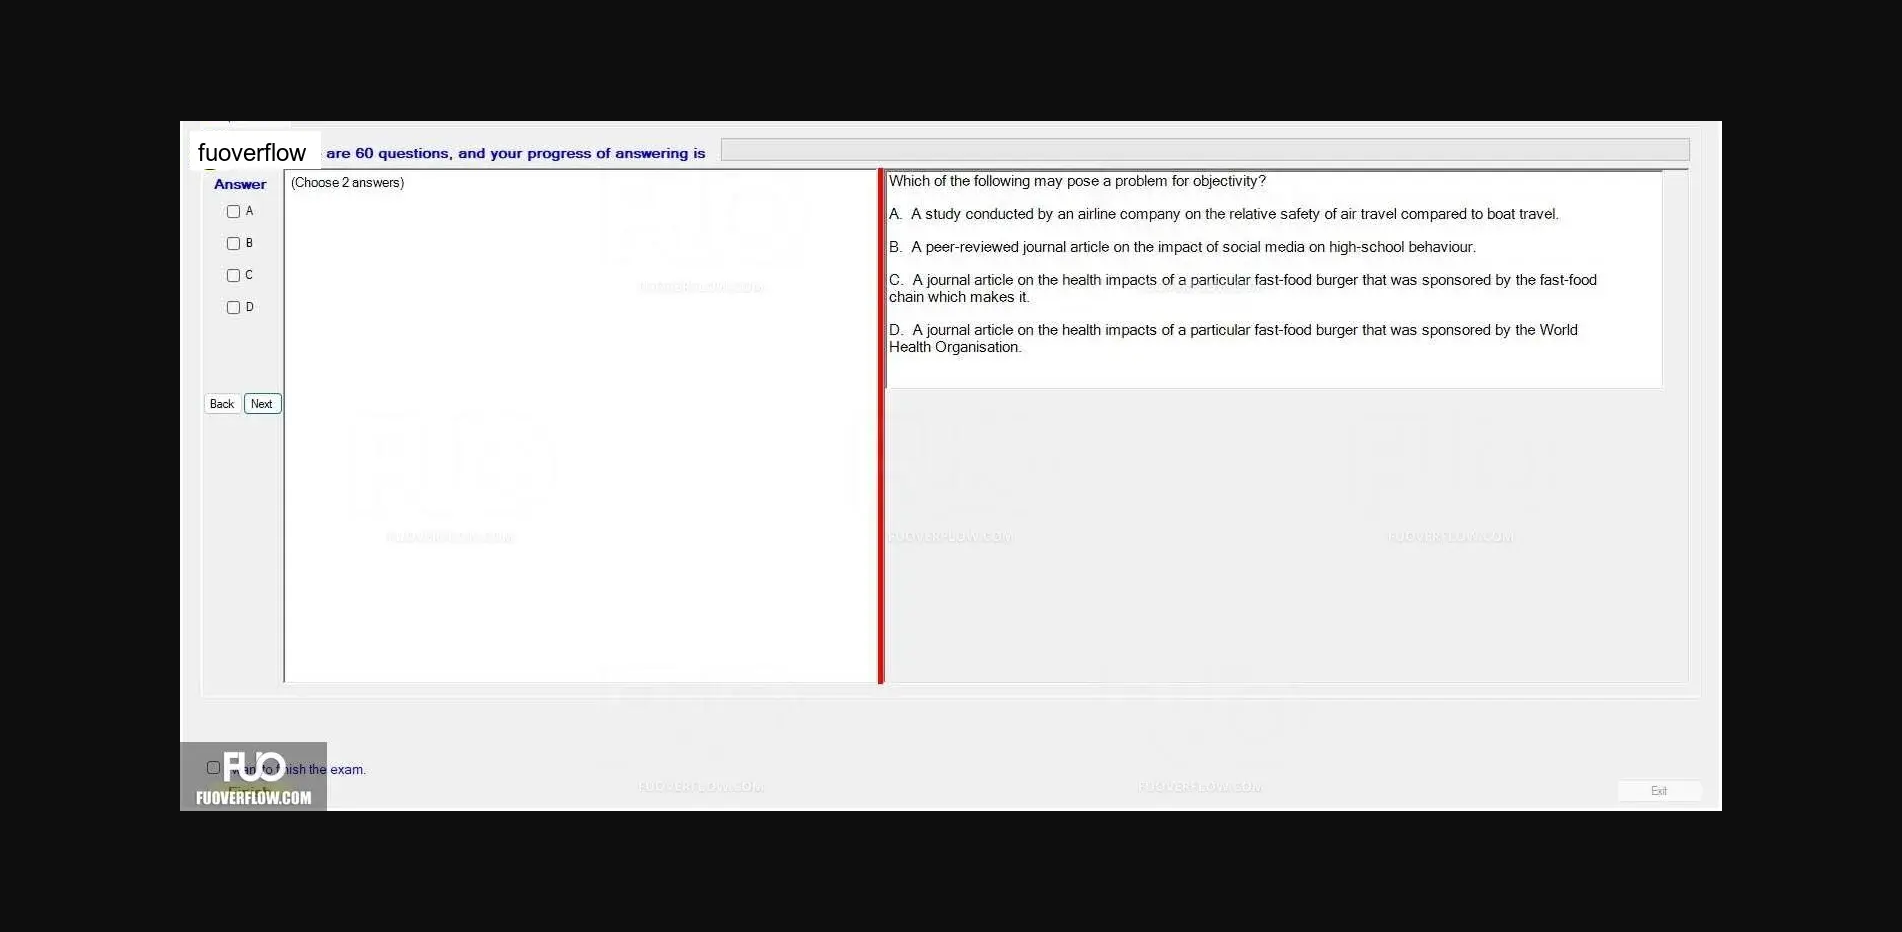 fuoverflow are 60 questions, and your progress of answering is
Answer
(Choose 2 answers)
A
B
C
D
Back Next
Which of the following may pose a problem for objectivity?
A. A study conducted by an airline company on the relative safety of air travel compared to boat travel.
B. A peer-reviewed journal article on the impact of social media on high-school behaviour.
C. A journal article on the health impacts of a particular fast-food burger that was sponsored by the fast-food
chain which makes it.
D. A journal article on the health impacts of a particular fast-food burger that was sponsored by the World
Health Organisation.
FUOVERFLOW.COM
FUOVERFLOW.COM
FUOVERFLOW.COM
FUOVERFLOW.COM
FUOVERFLOW.COM
FUOVERFLOW.COM
FUO
the exam.
FUOVERFLOW.COM
Exit